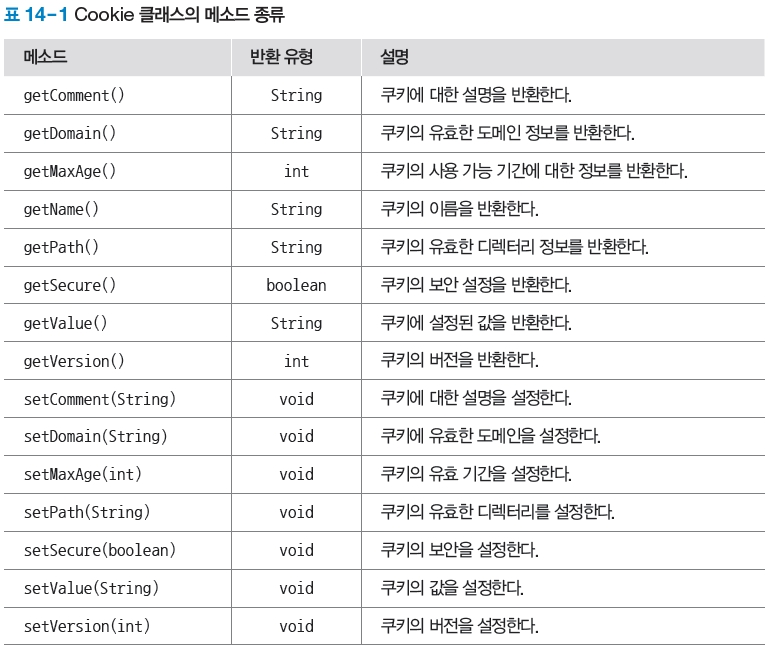 표 14-1 Cookie 클래스의 메소드 종류
메소드 반환 유형 설명
getComment() String 쿠키에 대한 설명을 반환한다.
getDomain() String 쿠키의 유효한 도메인 정보를 반환한다.
getMaxAge() int 쿠키의 사용 가능 기간에 대한 정보를 반환한다.
getName() String 쿠키의 이름을 반환한다.
getPath() String 쿠키의 유효한 디렉터리 정보를 반환한다.
getSecure() boolean 쿠키의 보안 설정을 반환한다.
getValue() String 쿠키에 설정된 값을 반환한다.
getVersion() int 쿠키의 버전을 반환한다.
setComment(String) void 쿠키에 대한 설명을 설정한다.
setDomain(String) void 쿠키에 유효한 도메인을 설정한다.
setMaxAge(int) void 쿠키의 유효 기간을 설정한다.
setPath(String) void 쿠키의 유효한 디렉터리를 설정한다.
setSecure(boolean) void 쿠키의 보안을 설정한다.
setValue(String) void 쿠키의 값을 설정한다.
setVersion(int) void 쿠키의 버전을 설정한다.